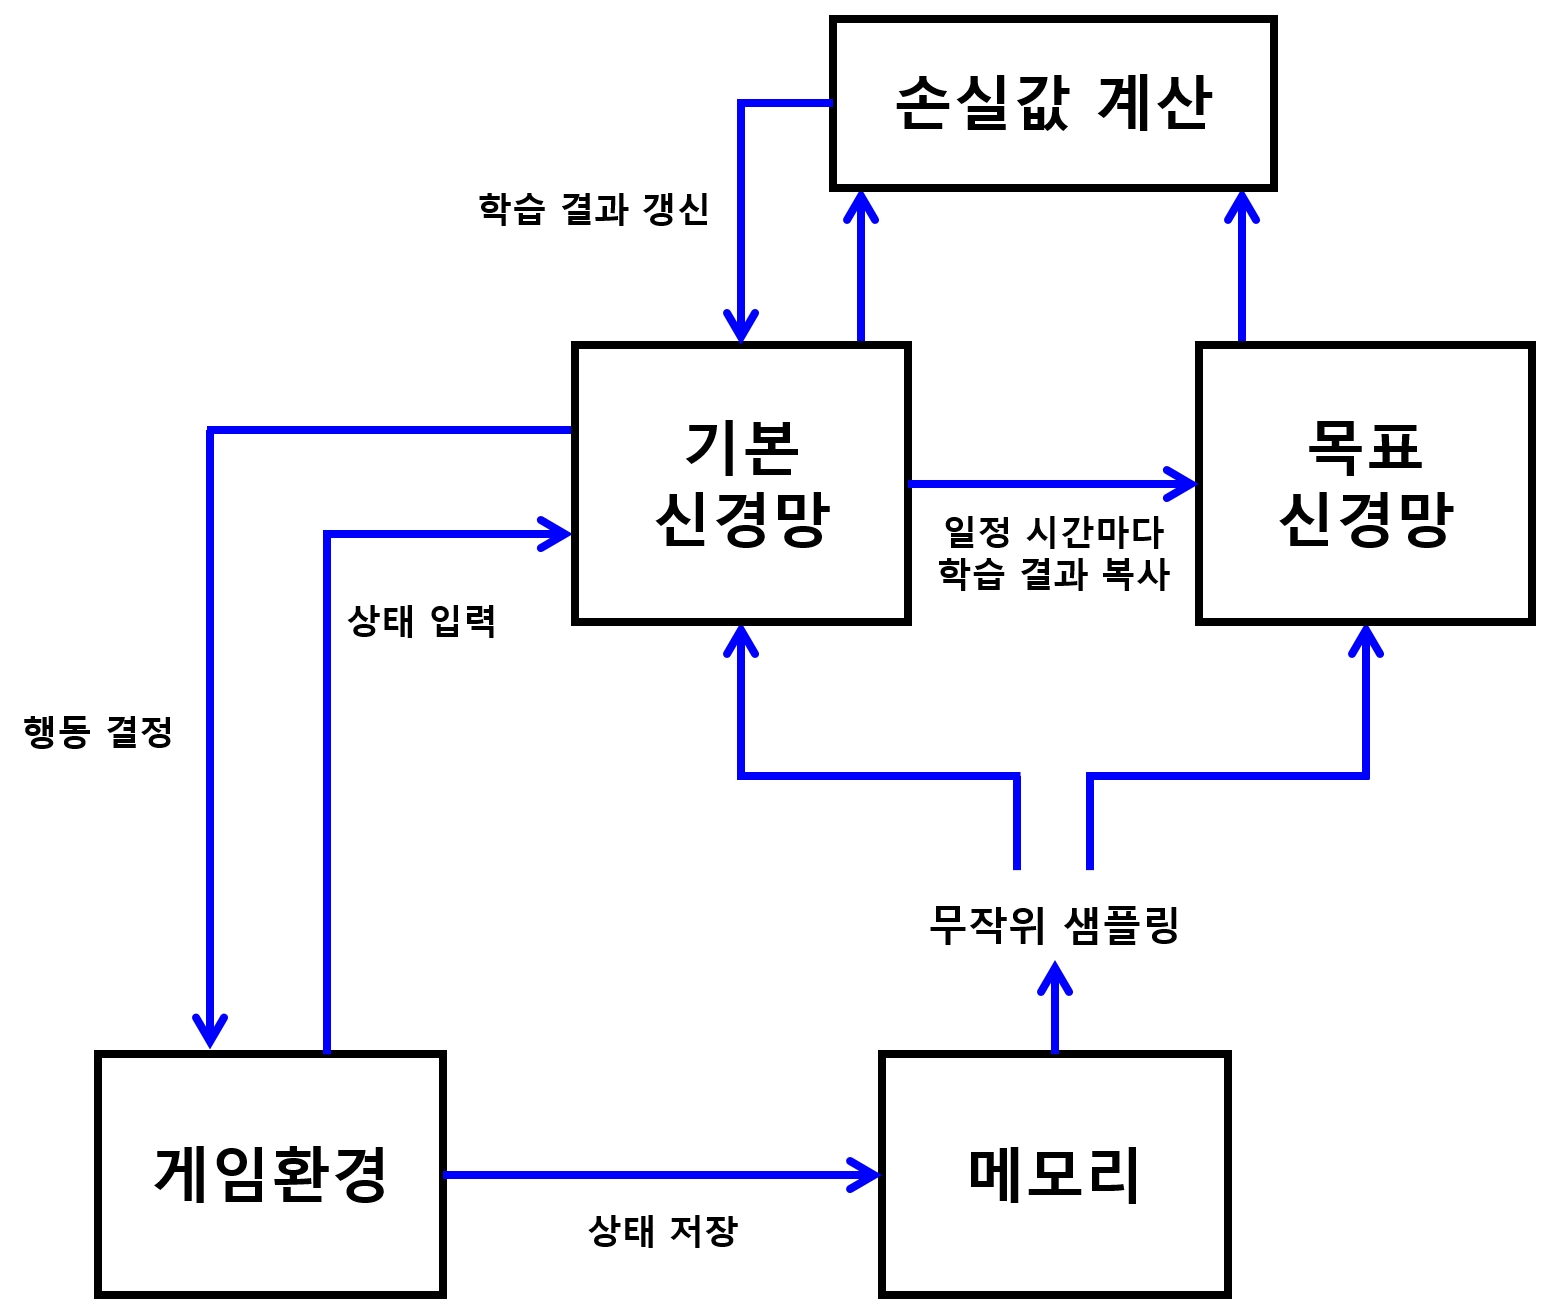 손실값 계산
학습 결과 갱신
기본
신경망
목표
신경망
일정 시간마다
학습 결과 복사
상태 입력
행동 결정
무작위 샘플링
게임환경
메모리
상태 저장